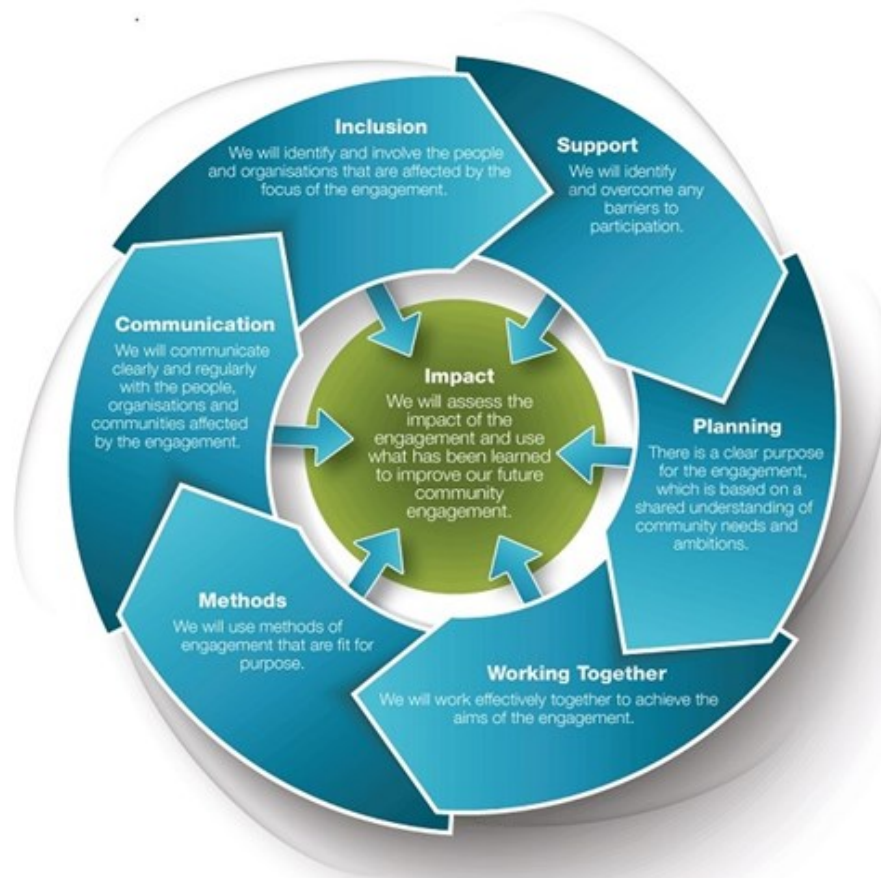 Inclusion
We will identify and involve the people
and organisations that are affected by the
focus of the engagement.
Support
We will identify
and overcome any
barriers to
participation.
Planning
There is a clear purpose
for the engagement,
which is based on a
shared understanding of
community needs and
ambitions.
Working Together
We will work effectively together to achieve the
aims of the engagement.
Methods
We will use methods of
engagement that are fit for
purpose.
Communication
We will communicate
clearly and regularly
with the people,
organisations and
communities affected
by the engagement.
Impact
We will assess the
impact of the
engagement and use
what has been learned
to improve our future
community
engagement.